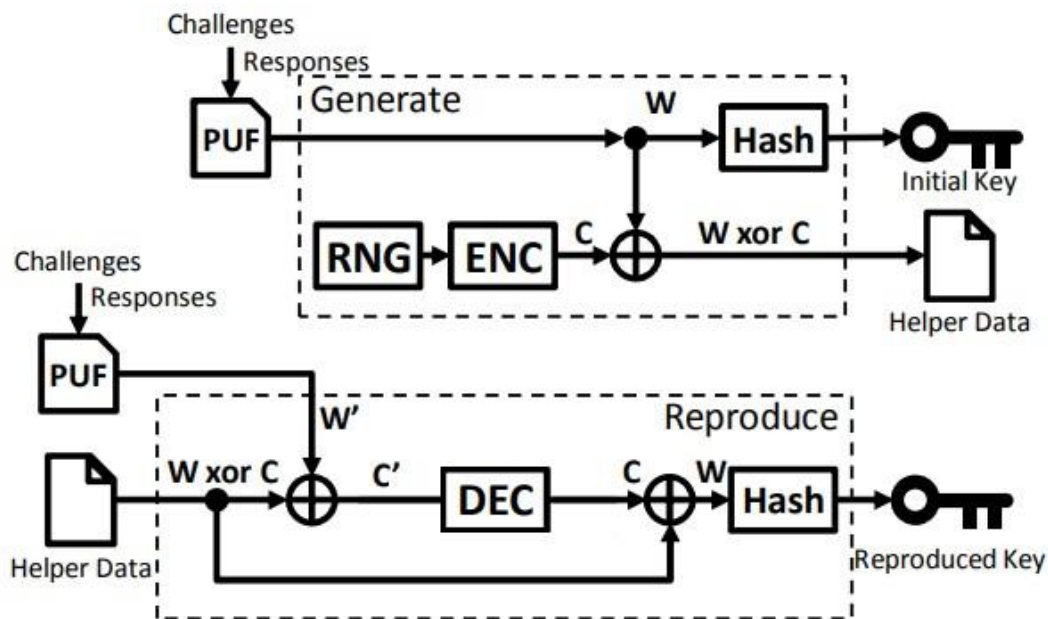 Challenges
Responses
Generate
PUF
W
Hash
Initial Key
RNG
ENC
C
W xor C
Helper Data
Challenges
Responses
PUF
Reproduce
W’
W xor C
C’
DEC
C
W
Hash
Helper Data
Reproduced Key